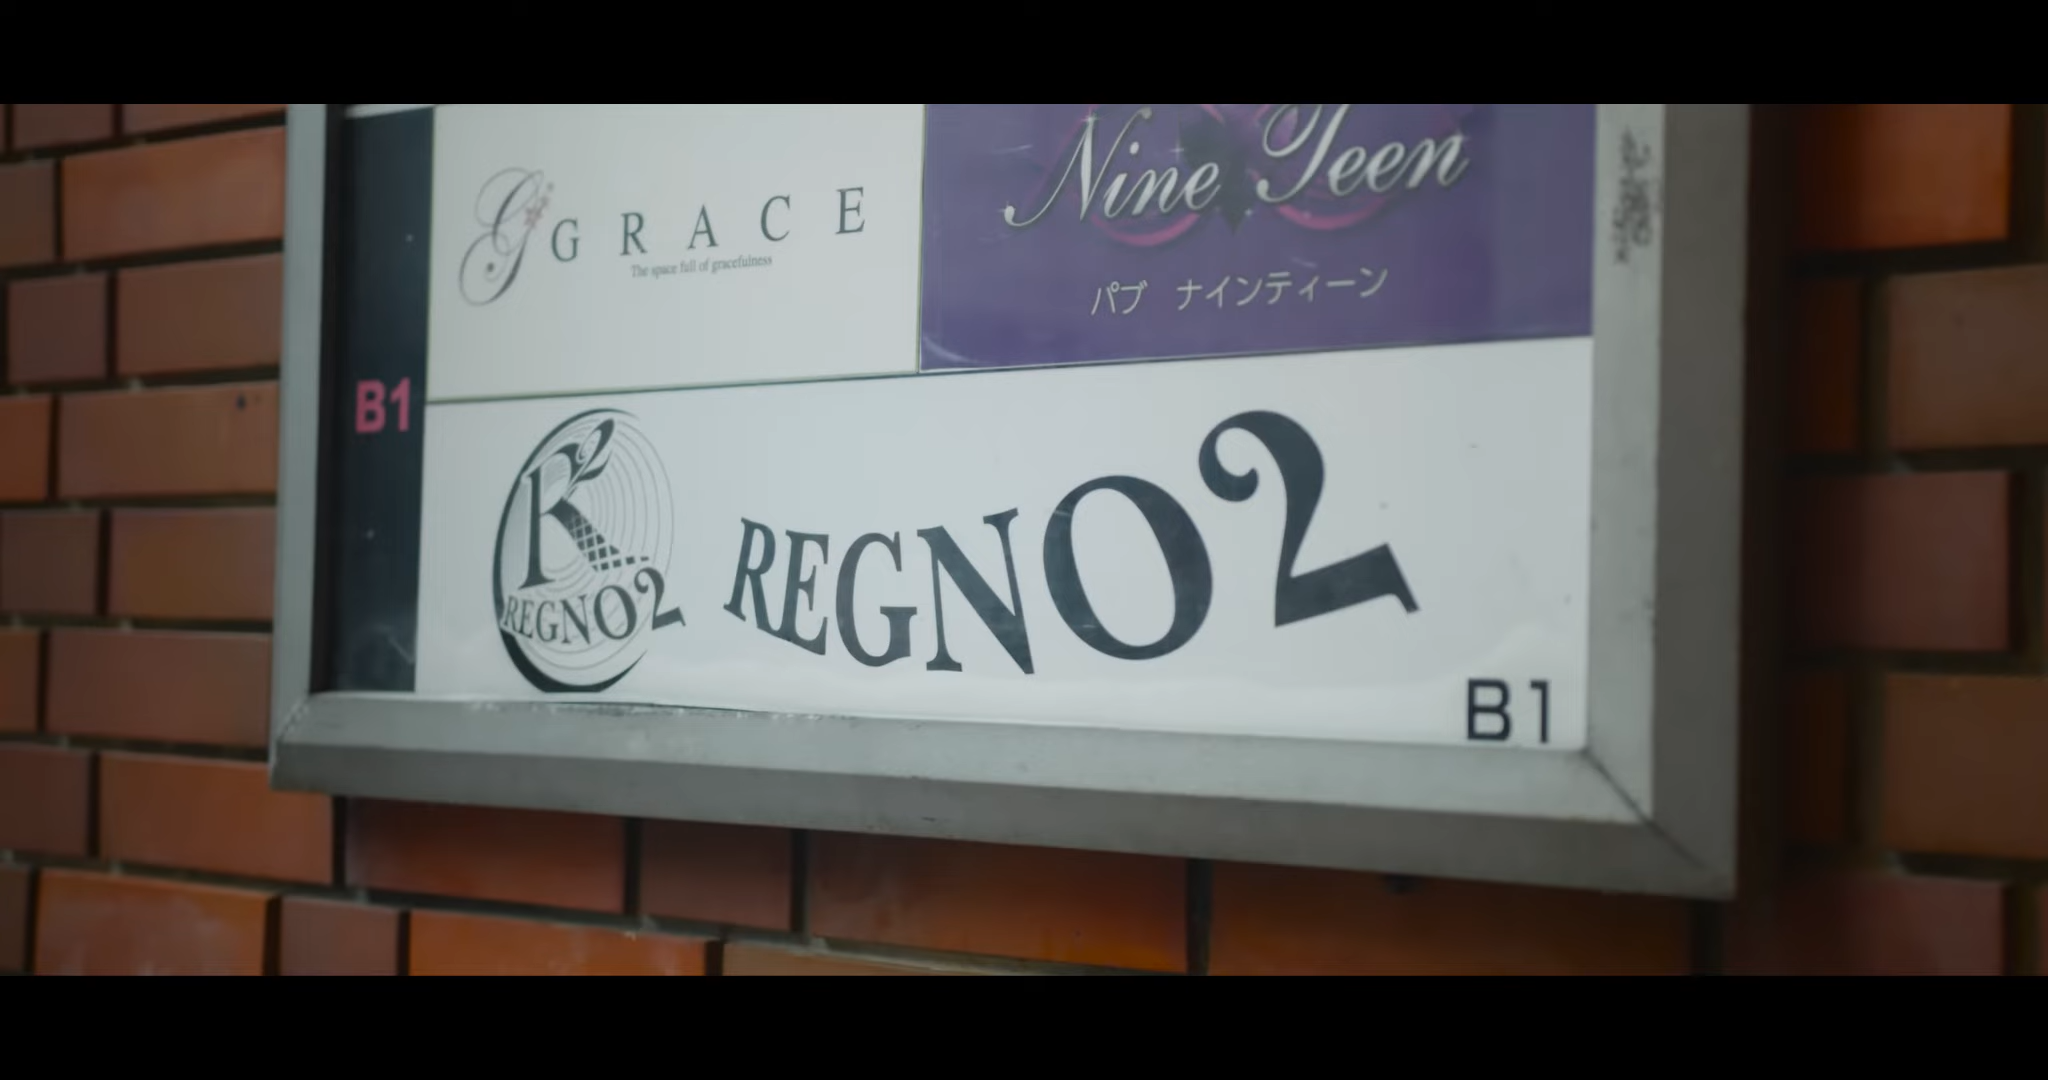 G GRACE
The space full of gracefulness
Nine Teen
パブ ナインティーン
B1
R2
REGNO2
REGNO2
B1